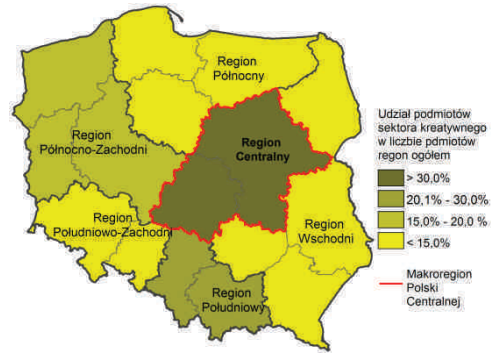 Region
Północny
Region
Północno-Zachodni
Region
Centralny
Region
Południowo-Zachodni
Region
Wschodni
Region
Południowy
Udział podmiotów
sektora kreatywnego
w liczbie pdmiotów
regon ogółem
> 30,0%
20,1% - 30,0%
15,0% - 20,0 %
< 15,0%
Makroregion
Polski
Centralnej